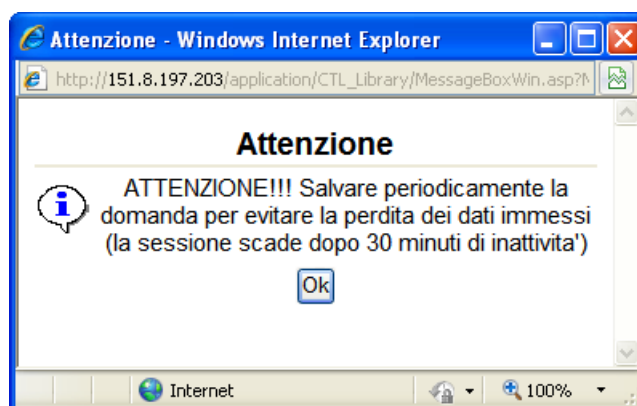 Attenzione - Windows Internet Explorer
http://151.8.197.203/application/CTL_Library/MessageBoxWin.asp?M
Attenzione
ATTENZIONE!!! Salvare periodicamente la
domanda per evitare la perdita dei dati immessi
(la sessione scade dopo 30 minuti di inattivita')
Ok
Internet
100%